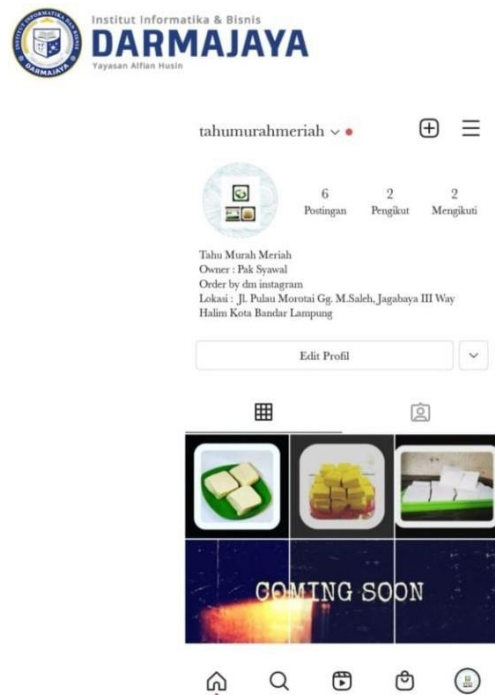 Institut Informatika & Bisnis
DARMAJAYA
Yayasan Alfian Husin
tahumurahmeriah
6 2 2
Postingan Pengikut Mengikuti
Tahu Murah Meriah
Owner : Pak Syawal
Order by dm instagram
Lokasi : Jl. Pulau Morotai Gg. M.Saleh, Jagabaya III Way
Halim Kota Bandar Lampung
Edit Profil
COMING SOON